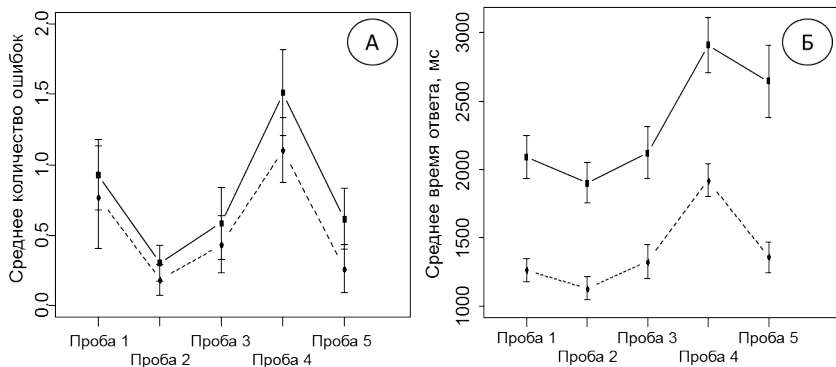 Среднее количество ошибок
2.0
1.5
1.0
0.5
0.0
А
Проба 1
Проба 2
Проба 3
Проба 4
Проба 5
Среднее время ответа, мс
3000
2500
2000
1500
1000
Б
Проба 1
Проба 2
Проба 3
Проба 4
Проба 5